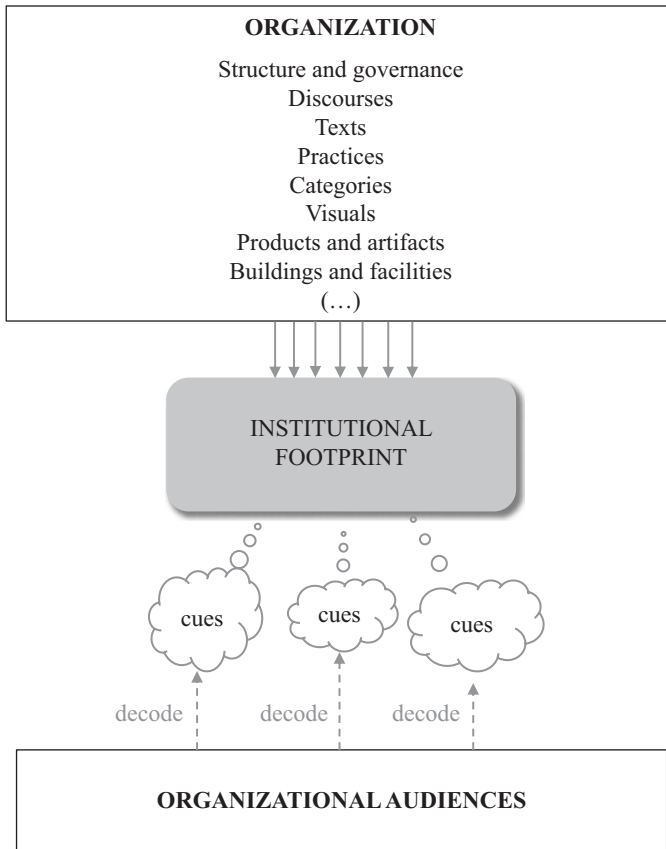 ORGANIZATION
Structure and governance
Discourses
Texts
Practices
Categories
Visuals
Products and artifacts
Buildings and facilities
(…)
INSTITUTIONAL
FOOTPRINT
cues cues cues
decode decode decode
ORGANIZATIONAL AUDIENCES